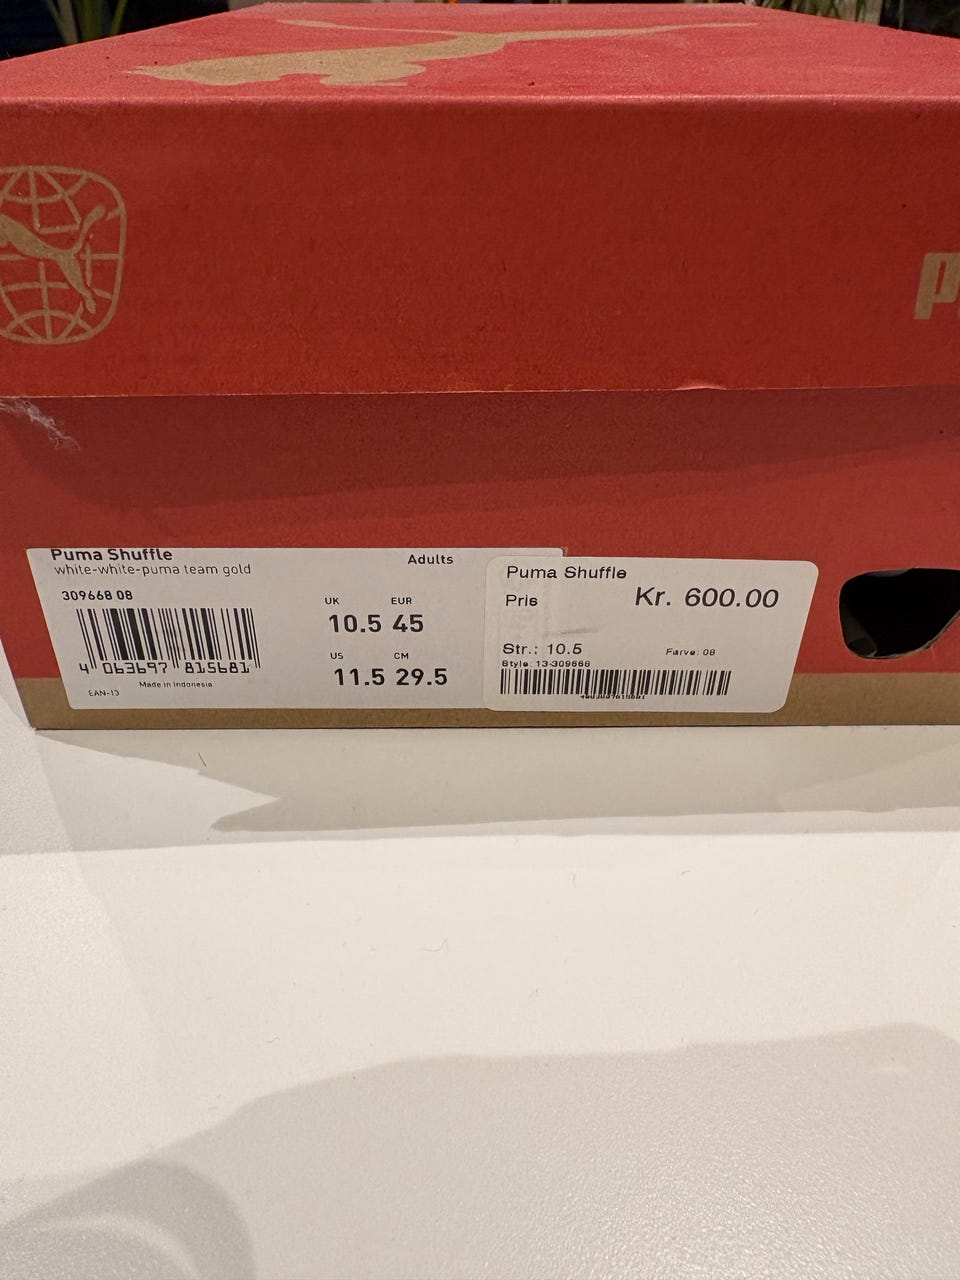 Puma Shuffle
white-white-puma team gold
Adults
309668 08
UK EUR
10.5 45
US CM
11.5 29.5
4 063697 815681
Made in Indonesia
EAN-13
Puma Shuffle
Pris Kr. 600.00
Str.: 10.5 Farve: 08
Style: 13-309668
4063697815681